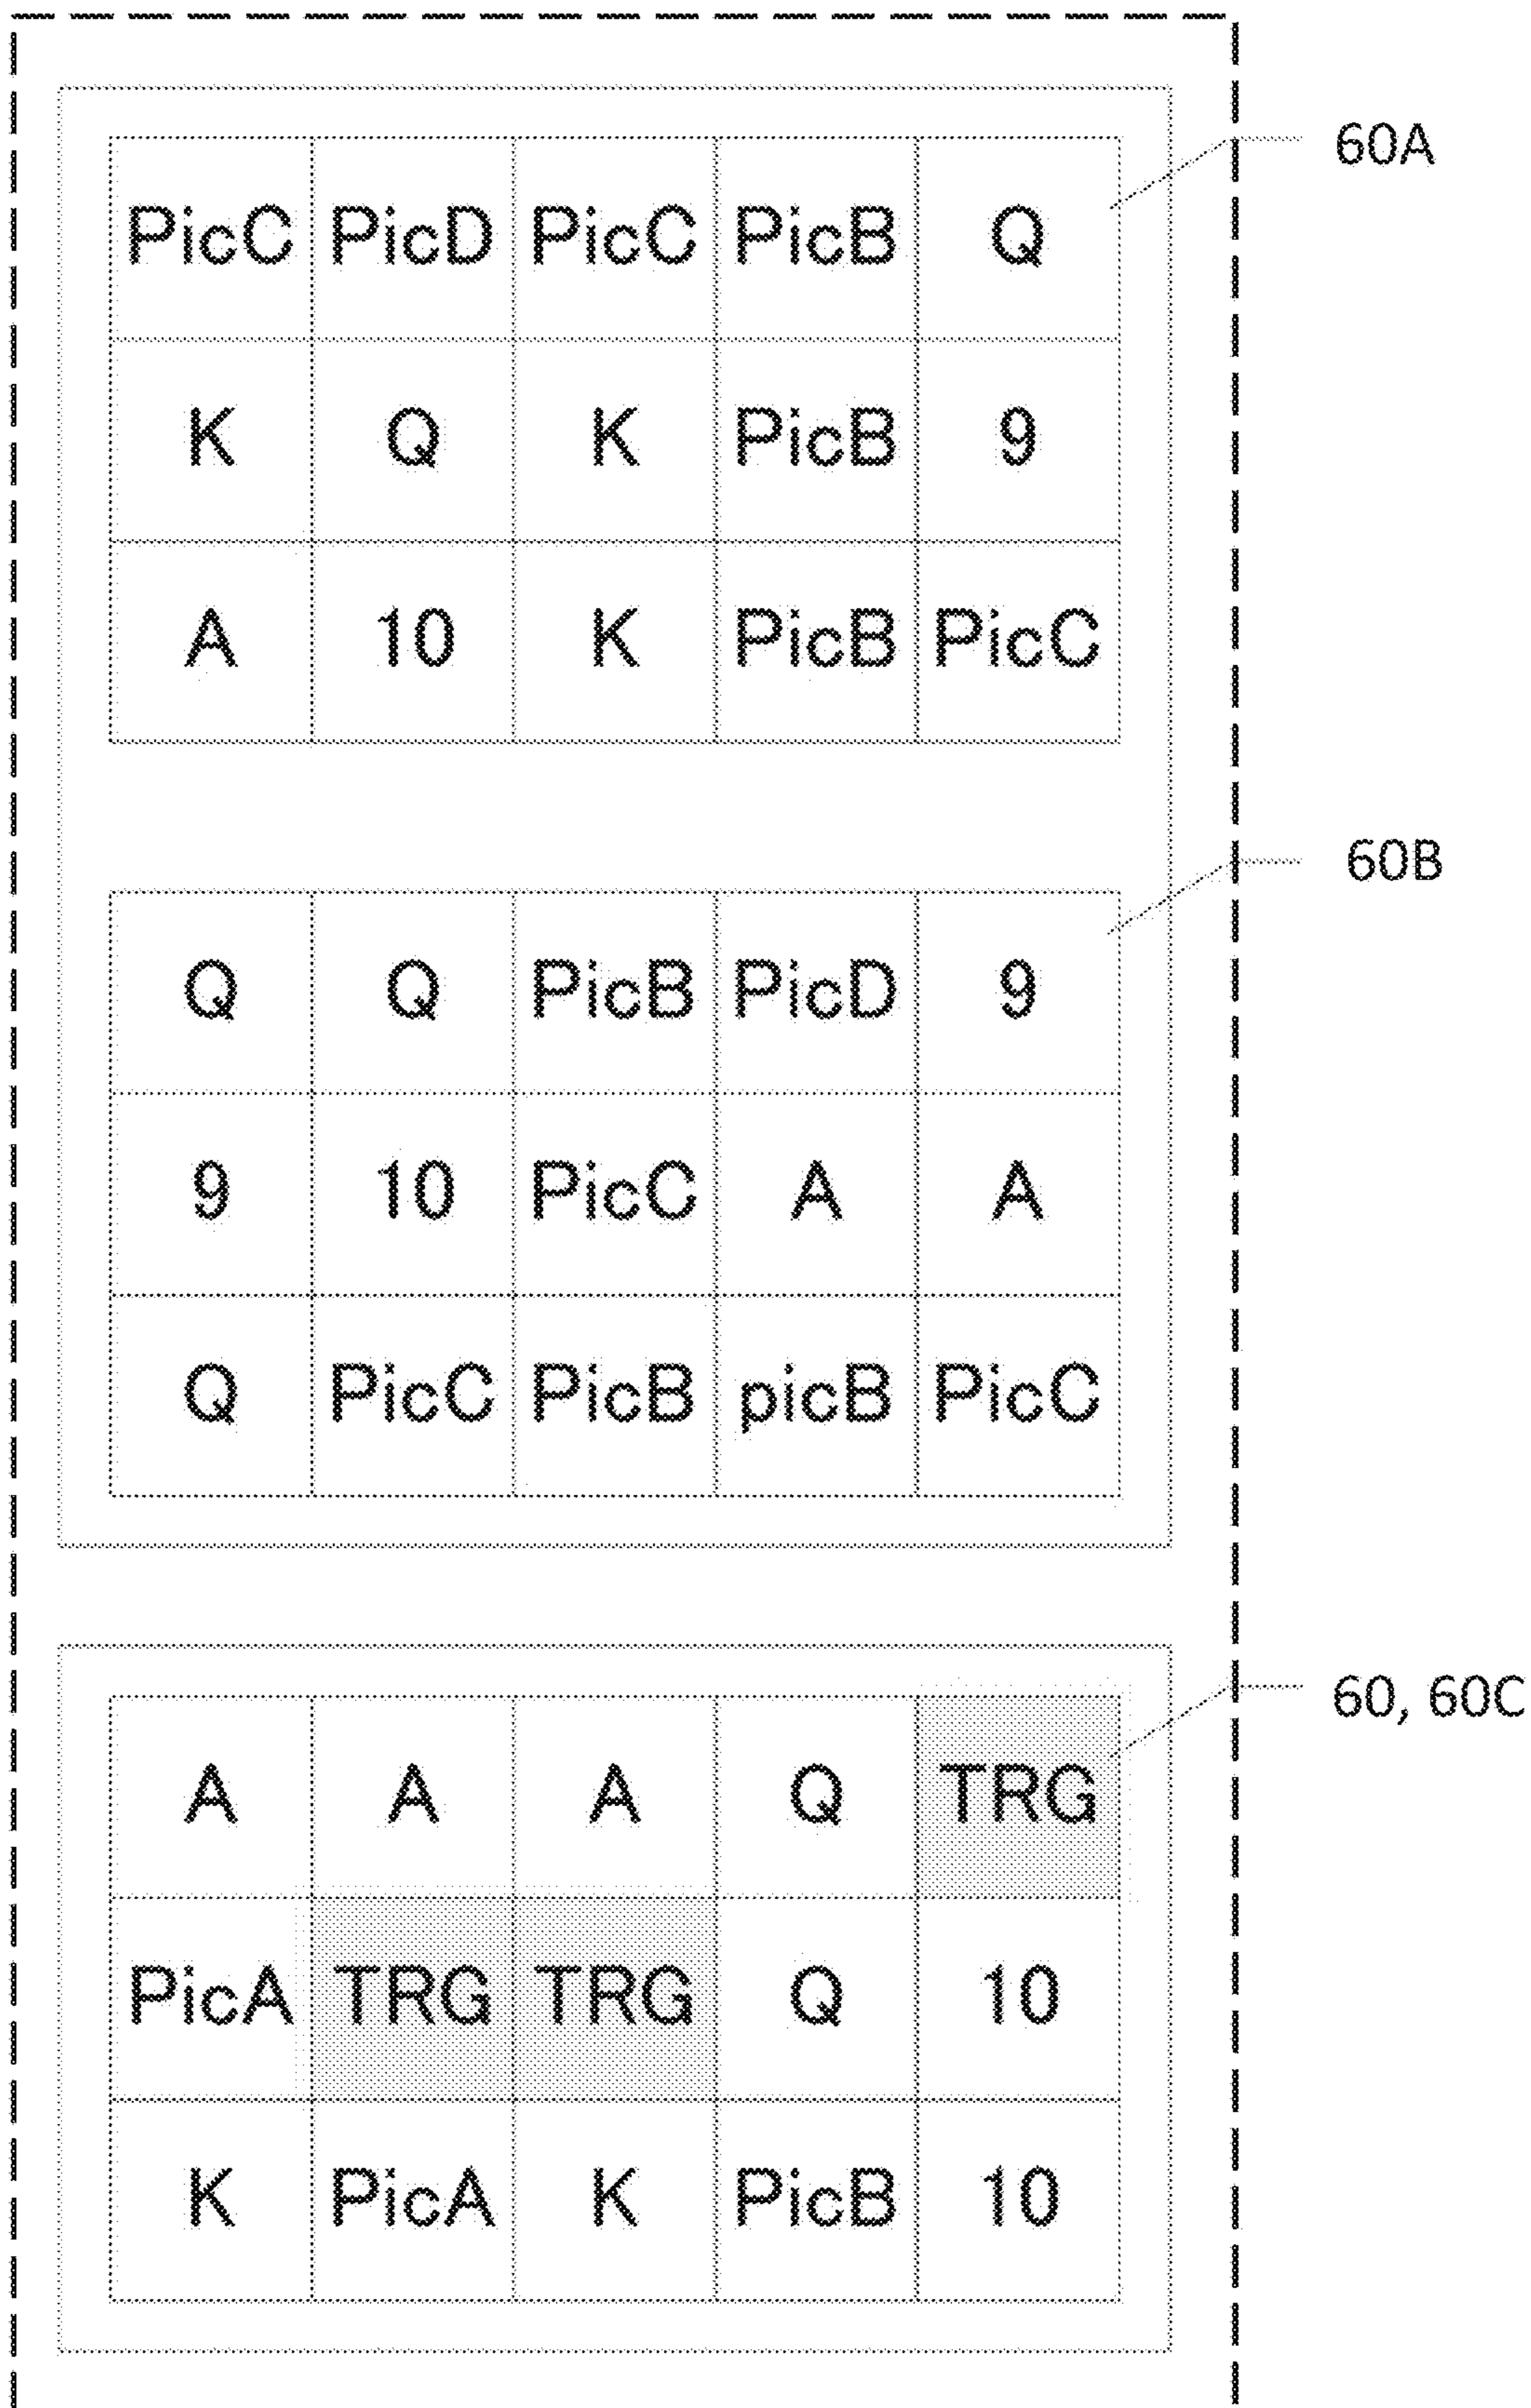 PicC PicD PicC PicB Q 60A
K Q K PicB 9
A 10 K PicB PicC
60B
Q Q PicB PicD 9
9 10 PicC A A
Q PicC PicB picB PicC
60, 60C
A A A Q TRG
PicA TRG TRG Q 10
K PicA K PicB 10